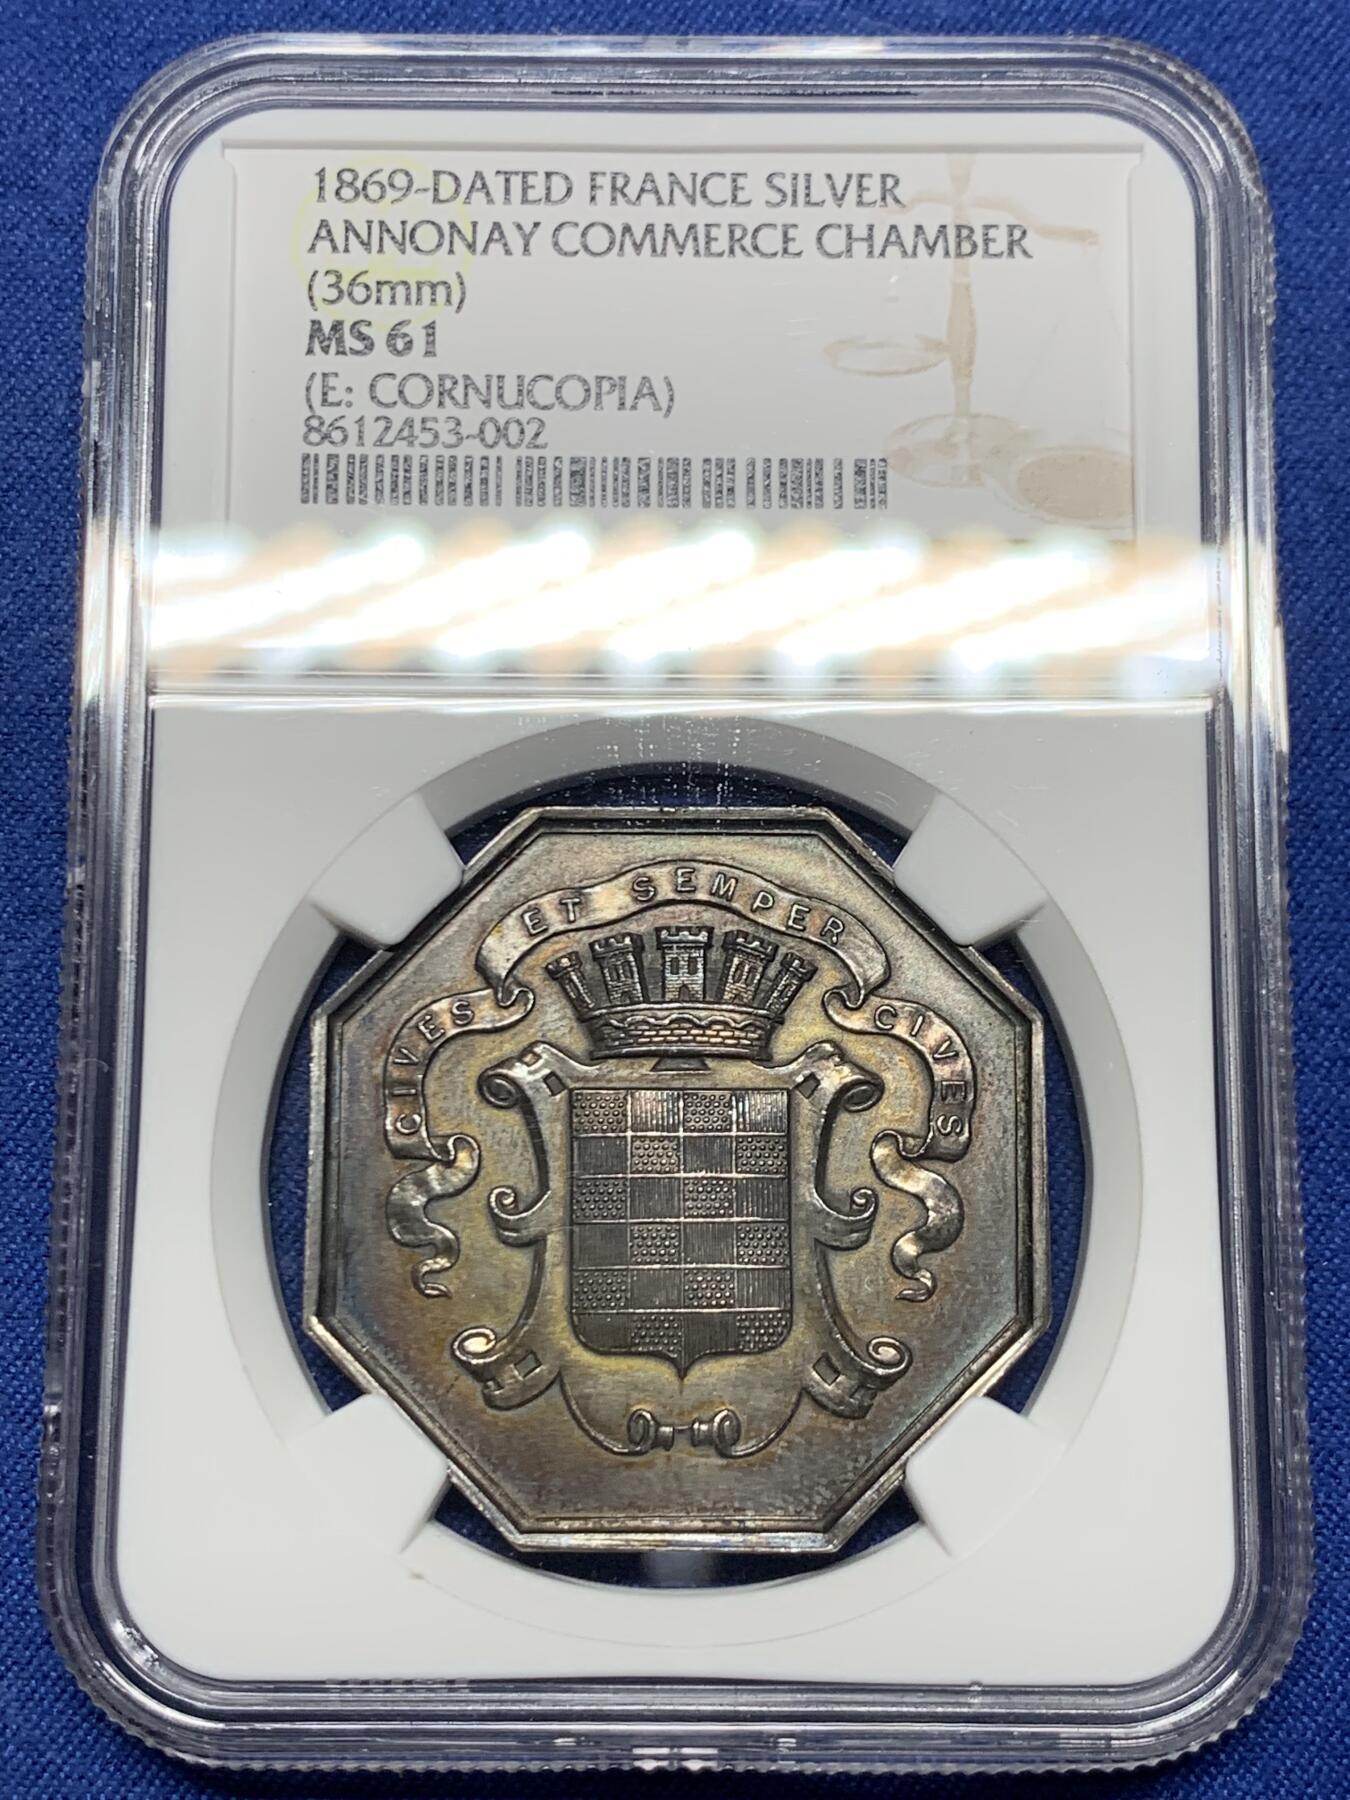 1869-DATED FRANCE SILVER
ANNONAY COMMERCE CHAMBER
(36mm)
MS 61
(E: CORNUCOPIA)
8612453-002
CIVES ET SEMPER CIVES